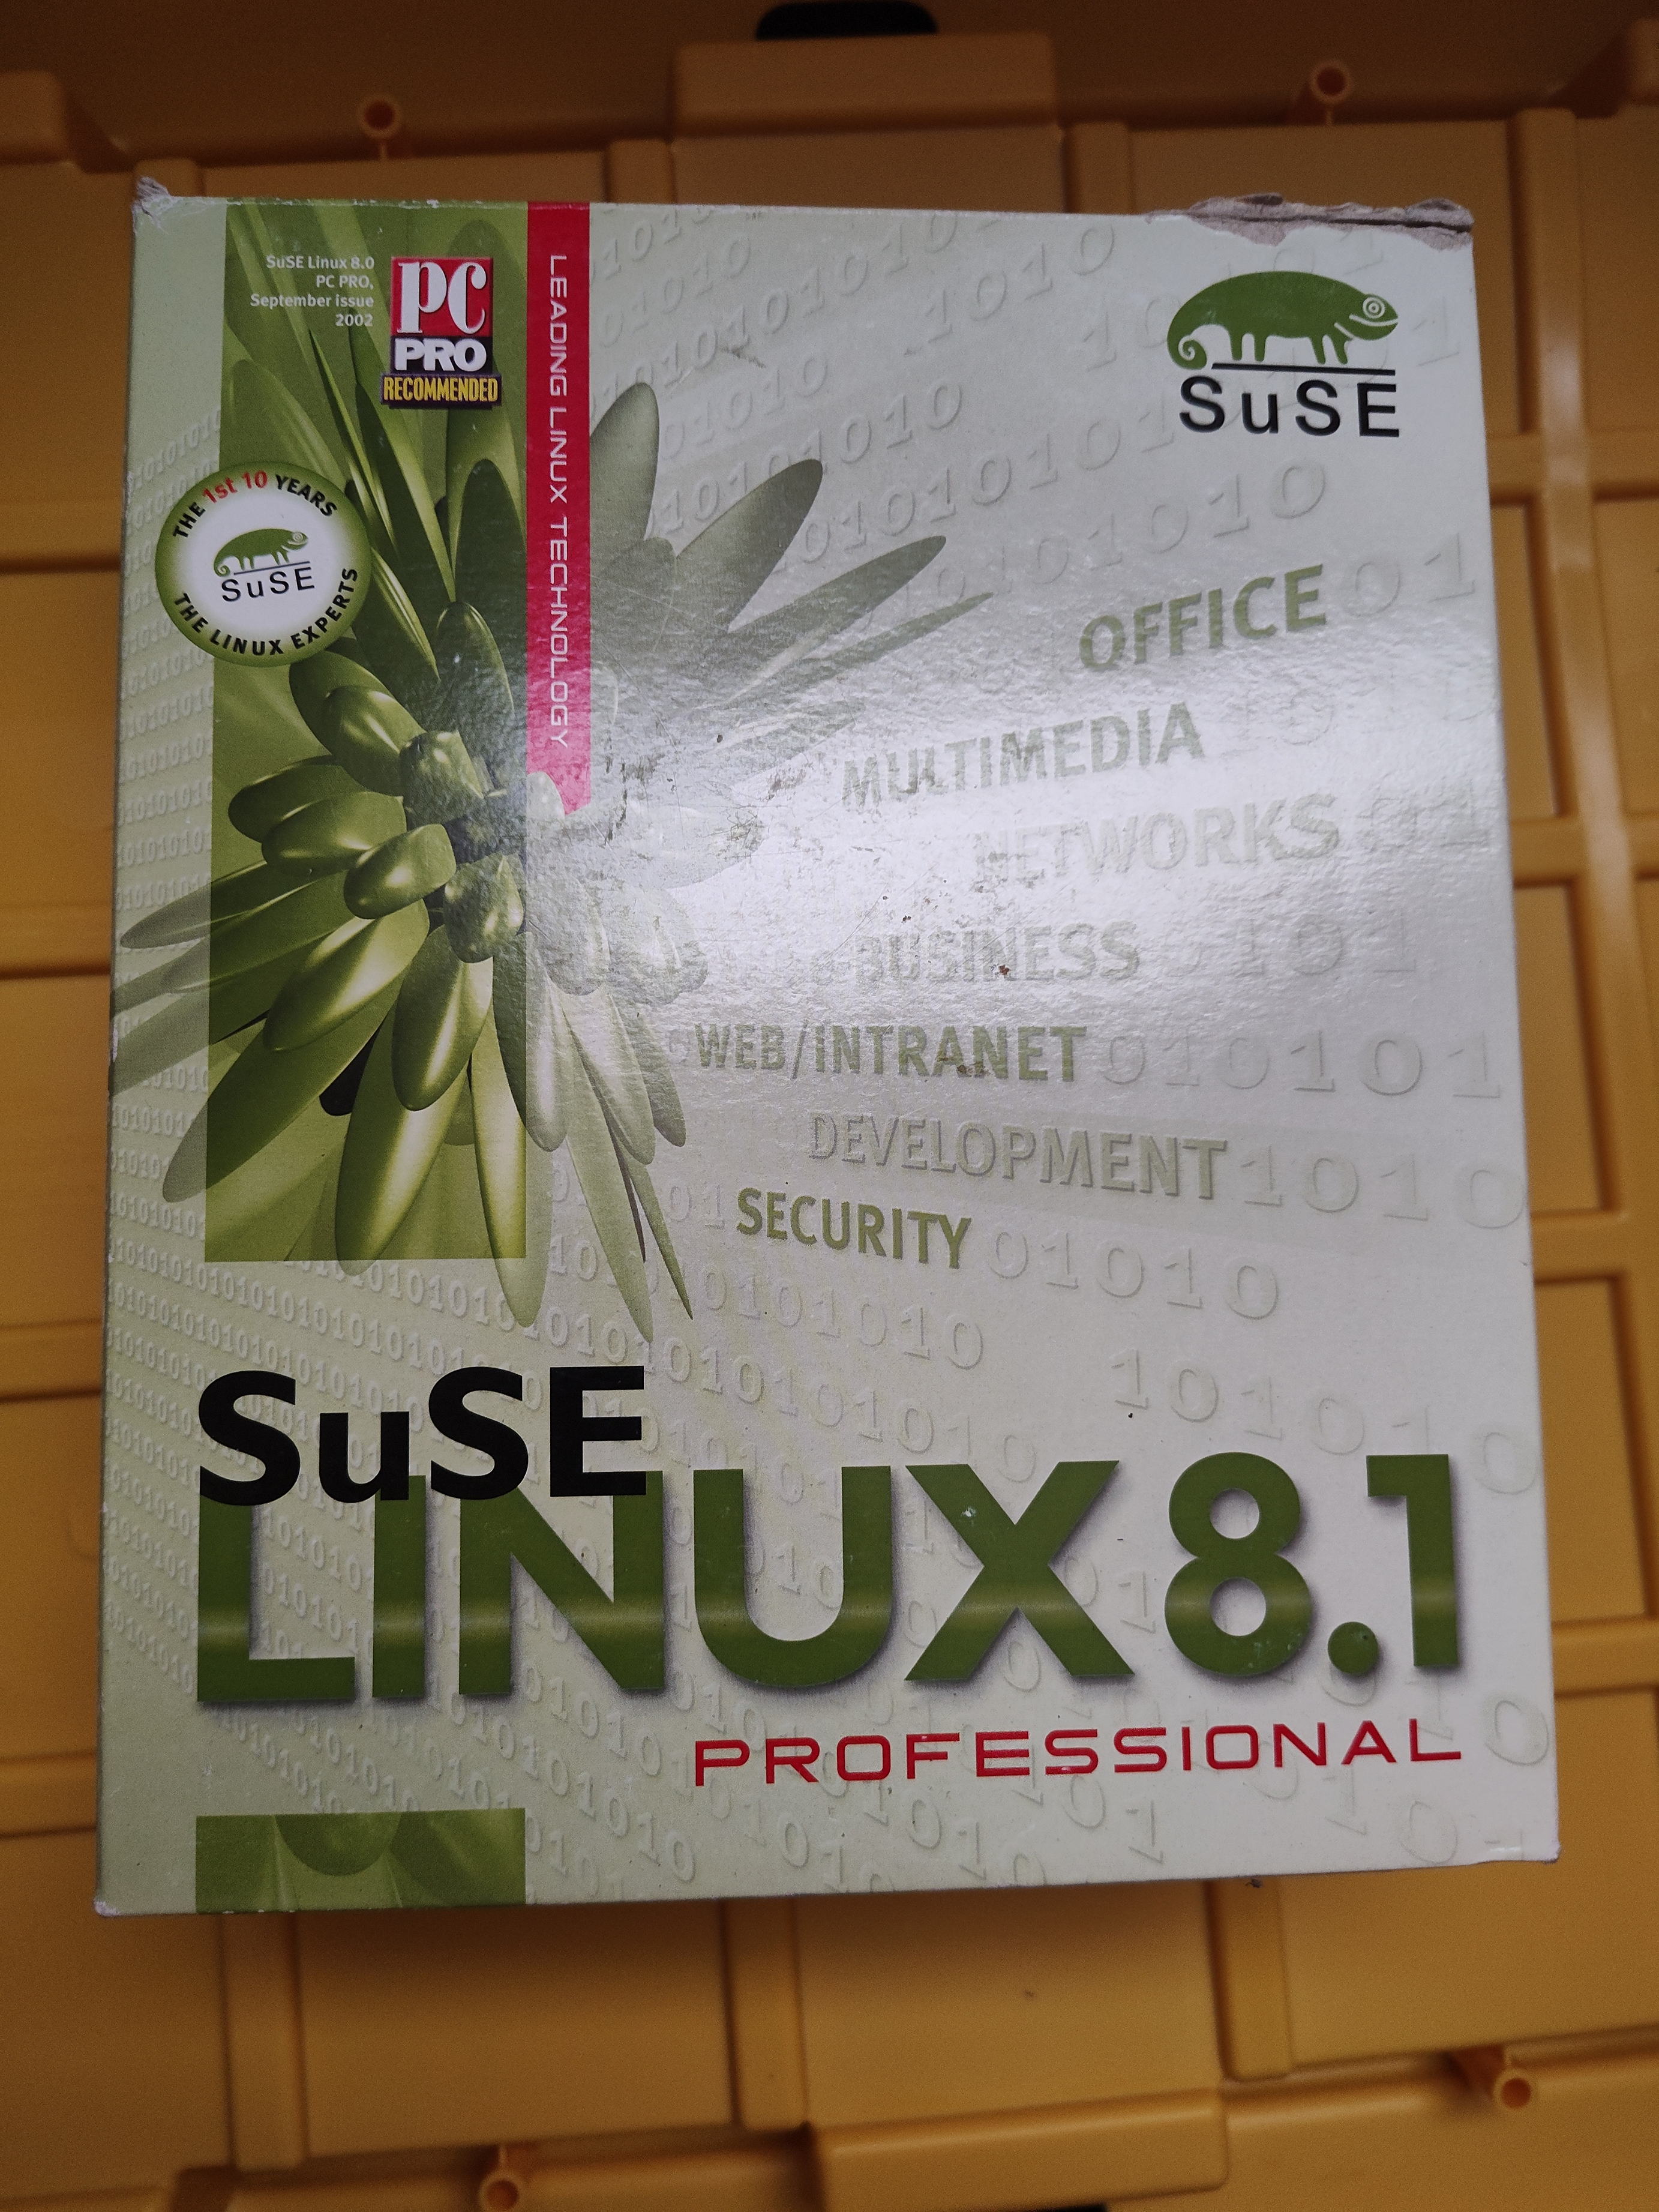 SuSE Linux 8.0
PC PRO,
September issue
2002
PC
PRO
RECOMMENDED
LEADING LINUX TECHNOLOGY
SuSE
THE 1st 10 YEARS
SuSE
THE LINUX EXPERTS
OFFICE
MULTIMEDIA
NETWORKS
BUSINESS
WEB/INTRANET
DEVELOPMENT
SECURITY
SuSE
LINUX 8.1
PROFESSIONAL